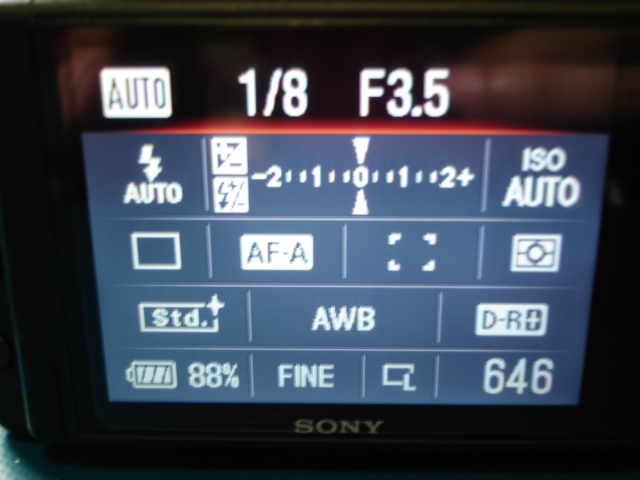 AUTO 1/8 F3.5
AUTO -2 1 0 1 2+ ISO AUTO
AF-A
Std. AWB D-R+
88% FINE L 646
SONY